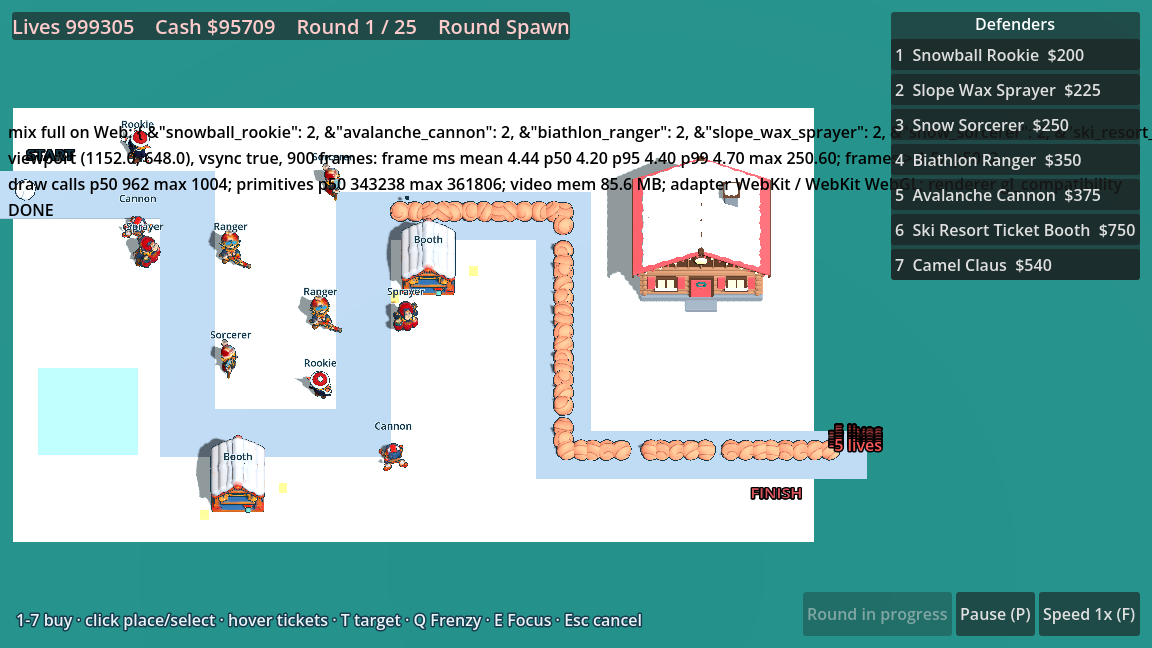 Lives 999305 Cash $95709 Round 1 / 25 Round Spawn
Defenders
1 Snowball Rookie $200
2 Slope Wax Sprayer $225
3 Snow Sorcerer $250
4 Biathlon Ranger $350
5 Avalanche Cannon $375
6 Ski Resort Ticket Booth $750
7 Camel Claus $540
Rookie
mix full on Web: { &"snowball_rookie": 2, &"avalanche_cannon": 2, &"biathlon_ranger": 2, &"slope_wax_sprayer": 2, &"snow_sorcerer": 2, &"ski_resort_
START
viewport (1152.0, 648.0), vsync true, 900 frames: frame ms mean 4.44 p50 4.20 p95 4.40 p99 4.70 max 250.60; frame
Sorcerer
draw calls p50 962 max 1004; primitives p50 343238 max 361806; video mem 85.6 MB; adapter WebKit / WebKit WebGL; renderer gl_compatibility
Cannon
DONE
Sprayer
Ranger
Booth
Ranger
Sprayer
Sorcerer
Rookie
Cannon
-5 lives
Booth
FINISH
1-7 buy · click place/select · hover tickets · T target · Q Frenzy · E Focus · Esc cancel
Round in progress
Pause (P)
Speed 1x (F)